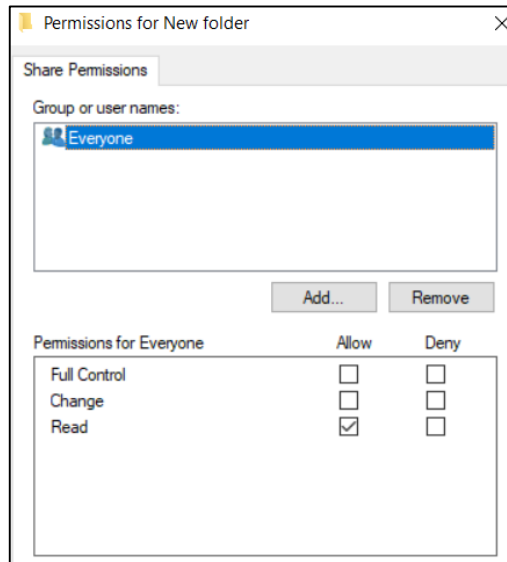 Permissions for New folder
Share Permissions
Group or user names:
Everyone
Add... Remove
Permissions for Everyone Allow Deny
Full Control
Change
Read